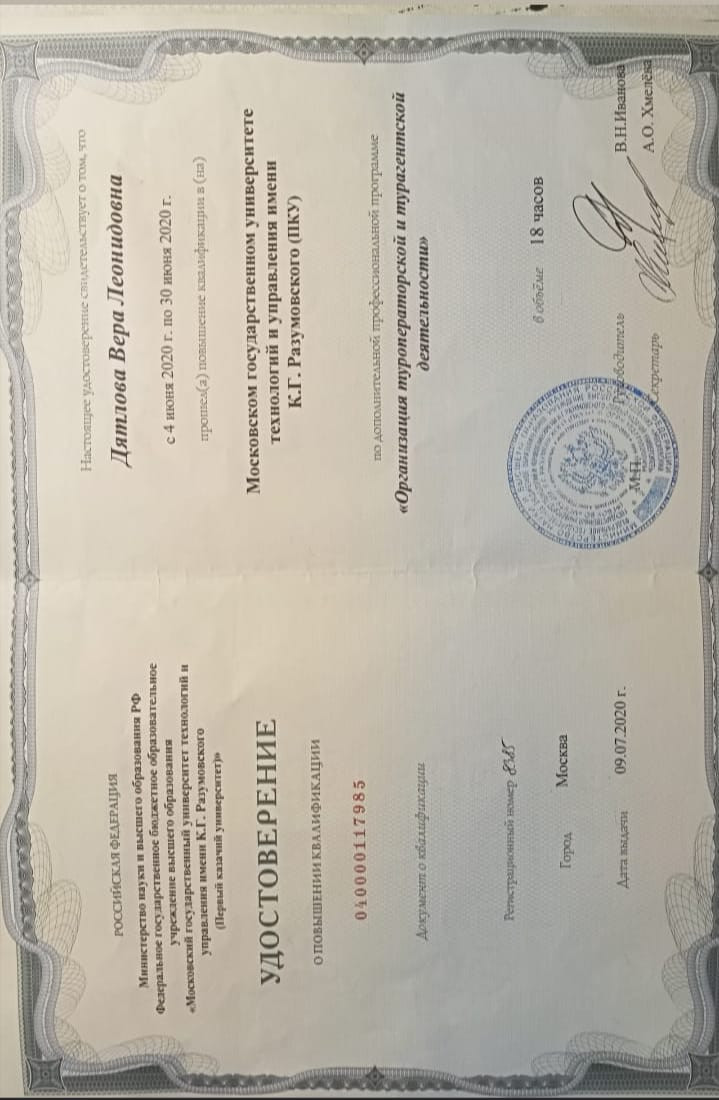 РОССИЙСКАЯ ФЕДЕРАЦИЯ
Министерство науки и высшего образования РФ
Федеральное государственное бюджетное образовательное
учреждение высшего образования
«Московский государственный университет технологий и
управления имени К.Г. Разумовского
(Первый казачий университет)»
УДОСТОВЕРЕНИЕ
О ПОВЫШЕНИИ КВАЛИФИКАЦИИ
040000117985
Документ о квалификации
Регистрационный номер
Город Москва
Дата выдачи 09.07.2020 г.
Настоящее удостоверение свидетельствует о том, что
Дятлова Вера Леонидовна
с 4 июня 2020 г. по 30 июня 2020 г.
прошел(а) повышение квалификации в (на)
Московском государственном университете
технологий и управления имени
К.Г. Разумовского (ПКУ)
по дополнительной профессиональной программе
«Организация туроператорской и турагентской
деятельности»
в объёме 18 часов
Руководитель В.Н.Иванова
М.П.
Секретарь А.О. Хмелёва